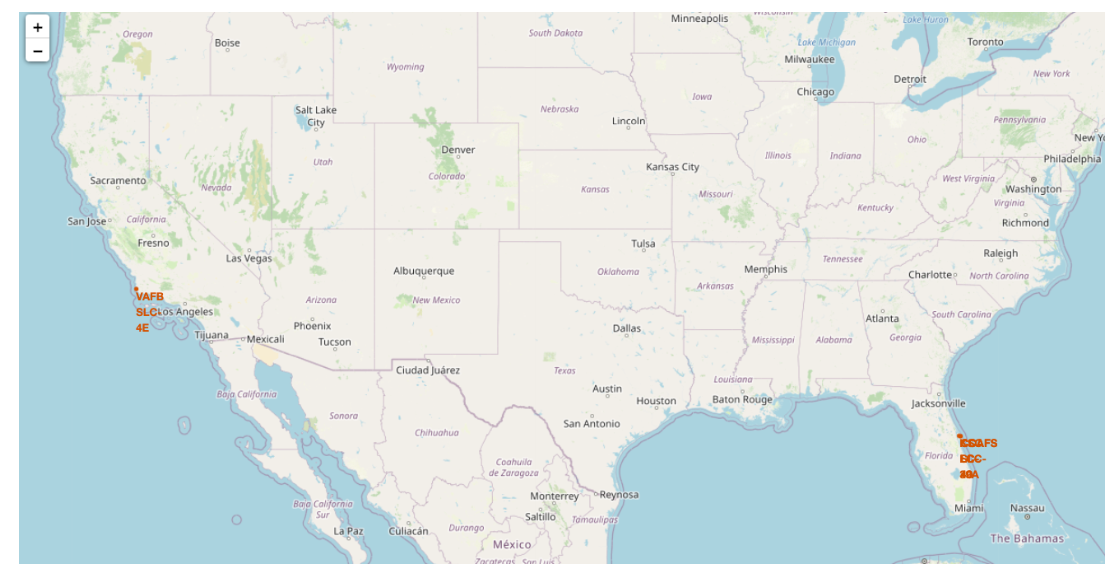 +
−
Oregon
Boise
South Dakota
Minneapolis
Wisconsin
Lake Huron
Lake Michigan
Toronto
Milwaukee
Wyoming
Detroit
New York
Chicago
Nebraska
Iowa
Salt Lake
City
Lincoln
Pennsylvania
Ohio
Denver
Utah
Illinois
Indiana
Philadelphia
Kansas City
Colorado
West Virginia
Sacramento
Nevada
Kansas
Missouri
Washington
Virginia
Kentucky
San Jose
California
Richmond
Fresno
Tulsa
Las Vegas
Raleigh
Tennessee
Albuquerque
Oklahoma
Memphis
Charlotte
North Carolina
Arkansas
VAFB
SLC-
4E
Los Angeles
Arizona
New Mexico
South Carolina
Atlanta
Phoenix
Dallas
Tijuana
Mexicali
Tucson
Mississippi
Alabama
Georgia
Ciudad Juárez
Texas
Louisiana
Baja California
Austin
Houston
Baton Rouge
Jacksonville
Sonora
San Antonio
Chihuahua
Florida
Coahuila
de Zaragoza
Monterrey
Reynosa
Baja California
Sur
Miami
Nassau
Saltillo
Tamaulipas
La Paz
Culiacán
Durango
The Bahamas
México
Zacatecas
San Luis